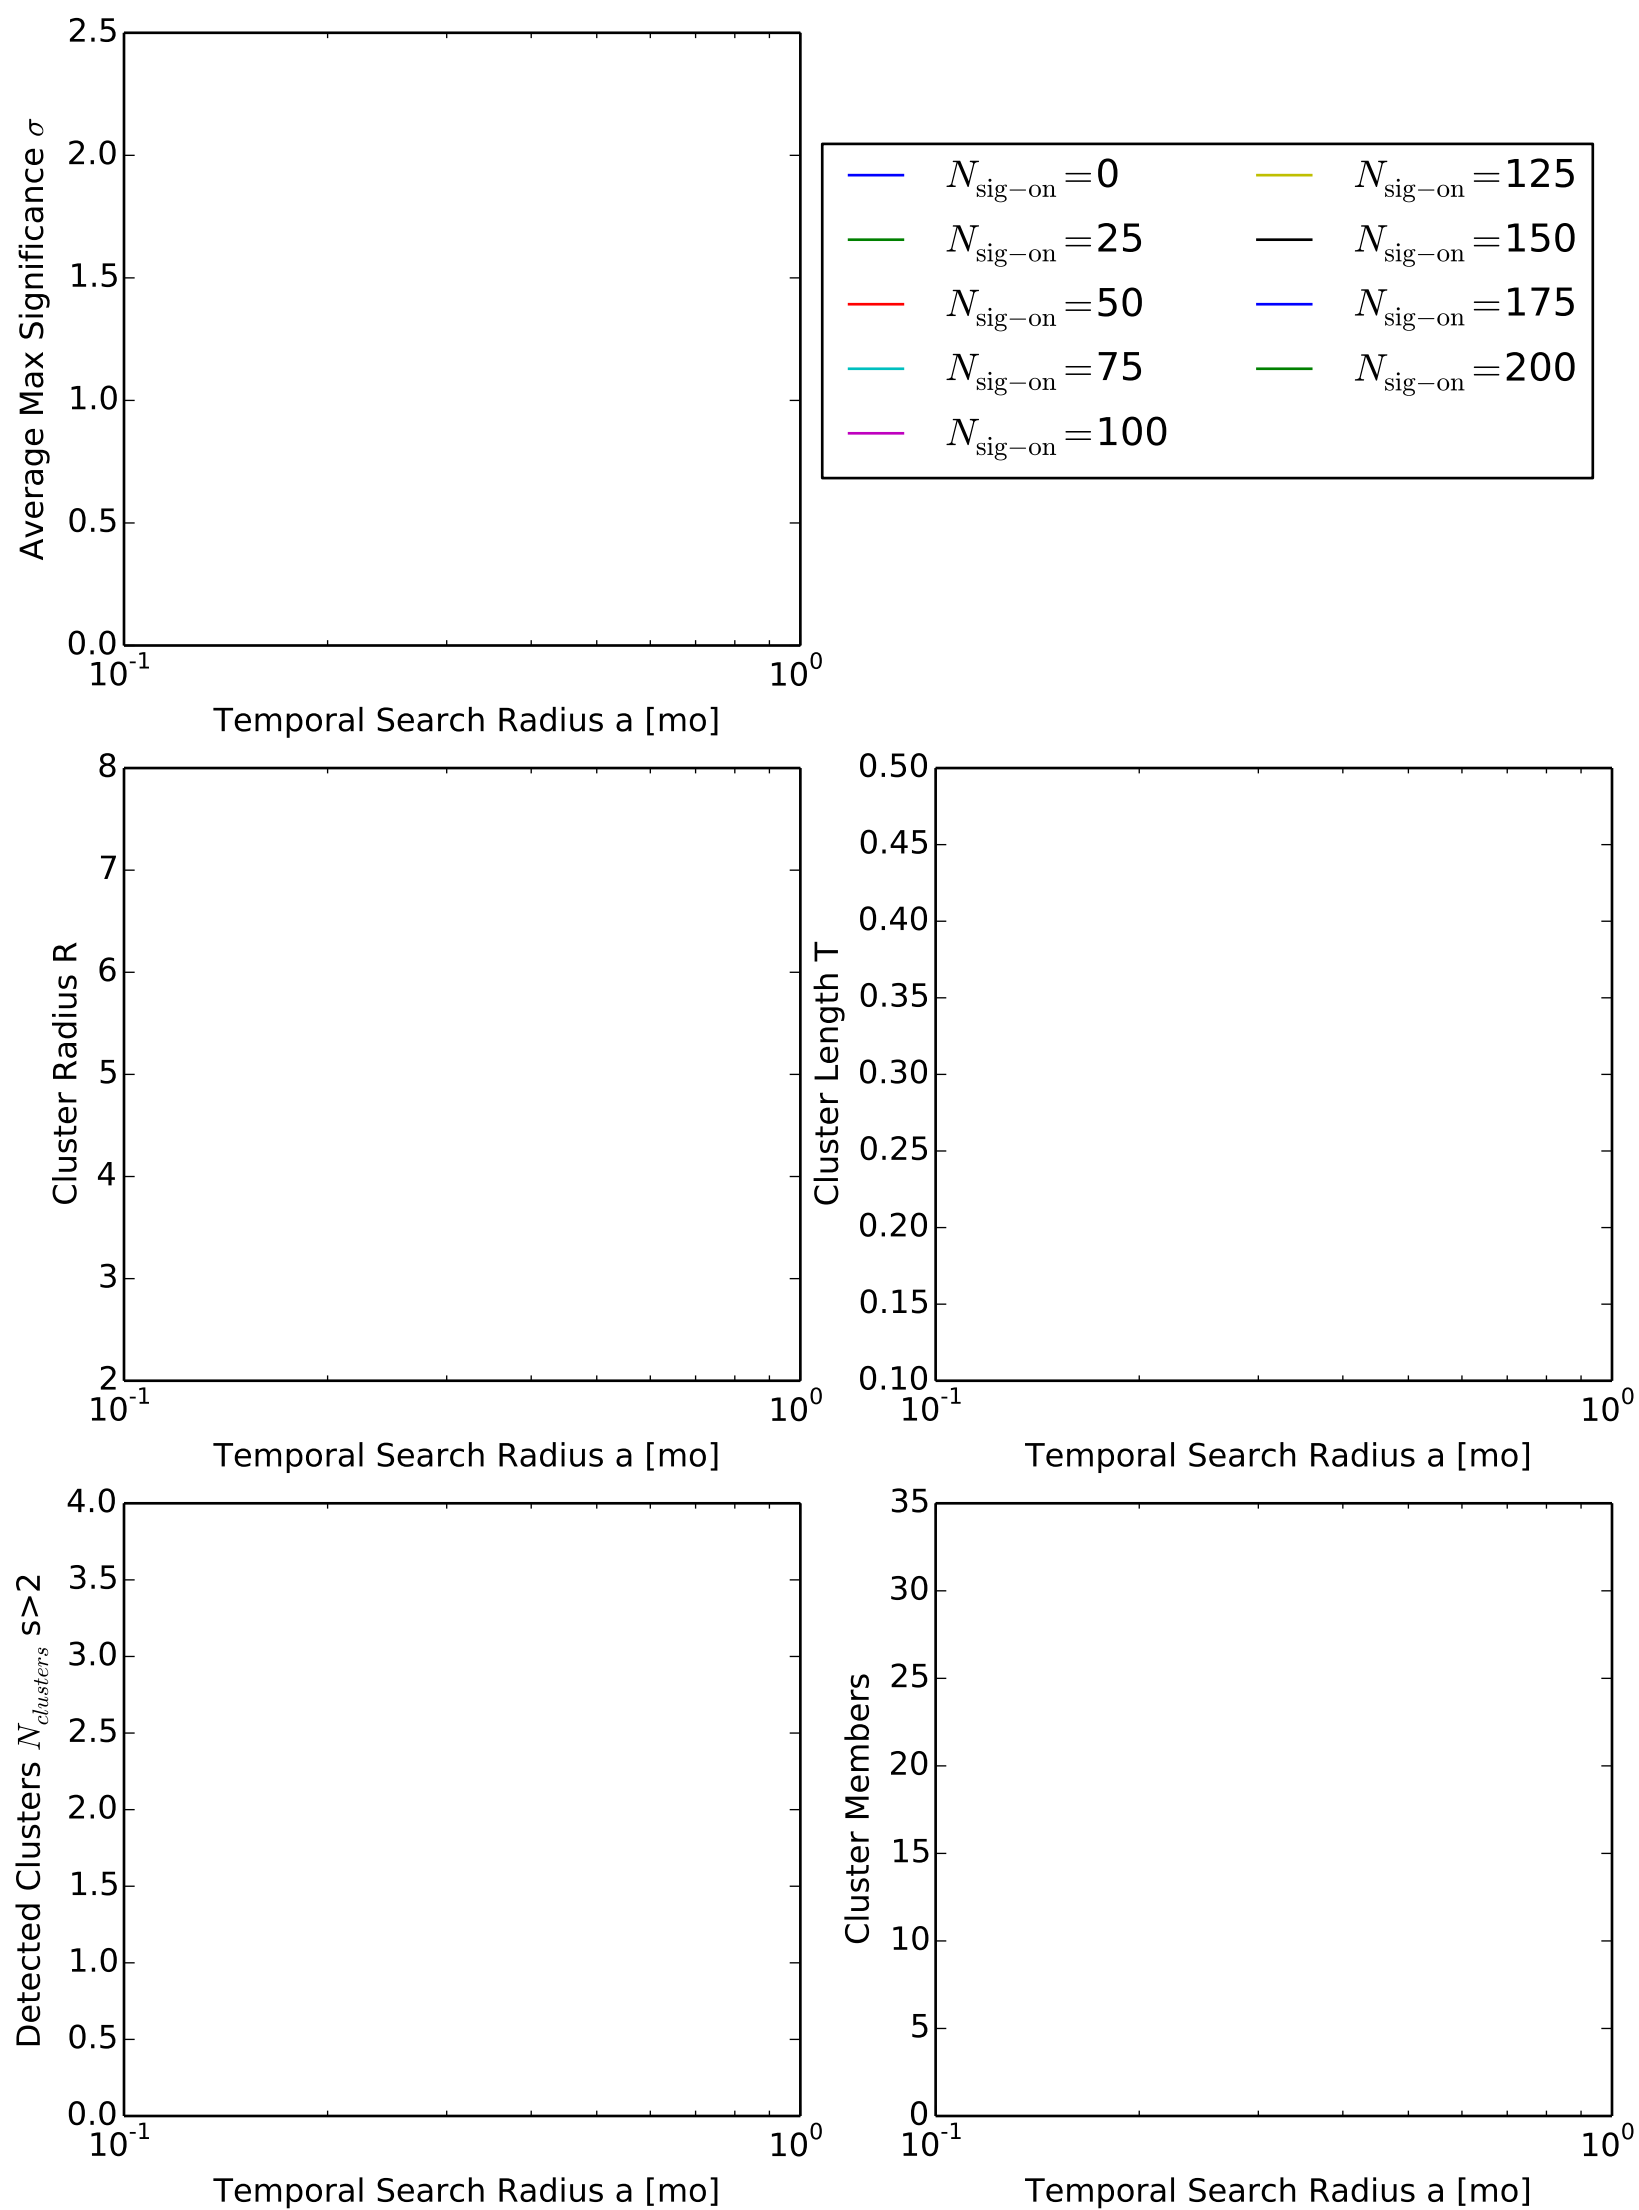 Average Max Significance σ
2.5
2.0
1.5
1.0
0.5
0.0
10^-1
10^0
Temporal Search Radius a [mo]
N_sig−on=0
N_sig−on=25
N_sig−on=50
N_sig−on=75
N_sig−on=100
N_sig−on=125
N_sig−on=150
N_sig−on=175
N_sig−on=200
Cluster Radius R
8
7
6
5
4
3
2
10^-1
10^0
Temporal Search Radius a [mo]
Cluster Length T
0.50
0.45
0.40
0.35
0.30
0.25
0.20
0.15
0.10
10^-1
10^0
Temporal Search Radius a [mo]
Detected Clusters N_clusters s>2
4.0
3.5
3.0
2.5
2.0
1.5
1.0
0.5
0.0
10^-1
10^0
Temporal Search Radius a [mo]
Cluster Members
35
30
25
20
15
10
5
0
10^-1
10^0
Temporal Search Radius a [mo]